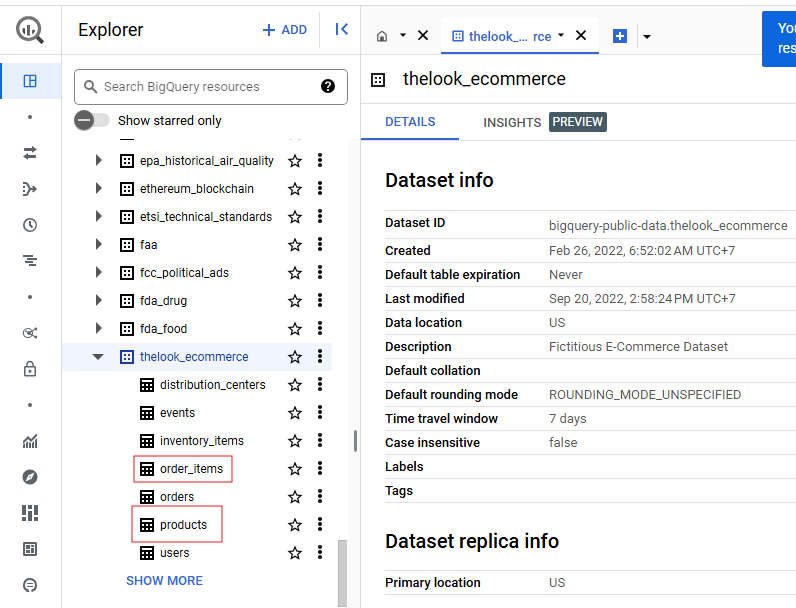 Explorer
+ ADD
thelook_... rce
You
res
Search BigQuery resources
Show starred only
epa_historical_air_quality
ethereum_blockchain
etsi_technical_standards
faa
fcc_political_ads
fda_drug
fda_food
thelook_ecommerce
distribution_centers
events
inventory_items
order_items
orders
products
users
SHOW MORE
thelook_ecommerce
DETAILS
INSIGHTS PREVIEW
Dataset info
Dataset ID bigquery-public-data.thelook_ecommerce
Created Feb 26, 2022, 6:52:02 AM UTC+7
Default table expiration Never
Last modified Sep 20, 2022, 2:58:24 PM UTC+7
Data location US
Description Fictitious E-Commerce Dataset
Default collation
Default rounding mode ROUNDING_MODE_UNSPECIFIED
Time travel window 7 days
Case insensitive false
Labels
Tags
Dataset replica info
Primary location US